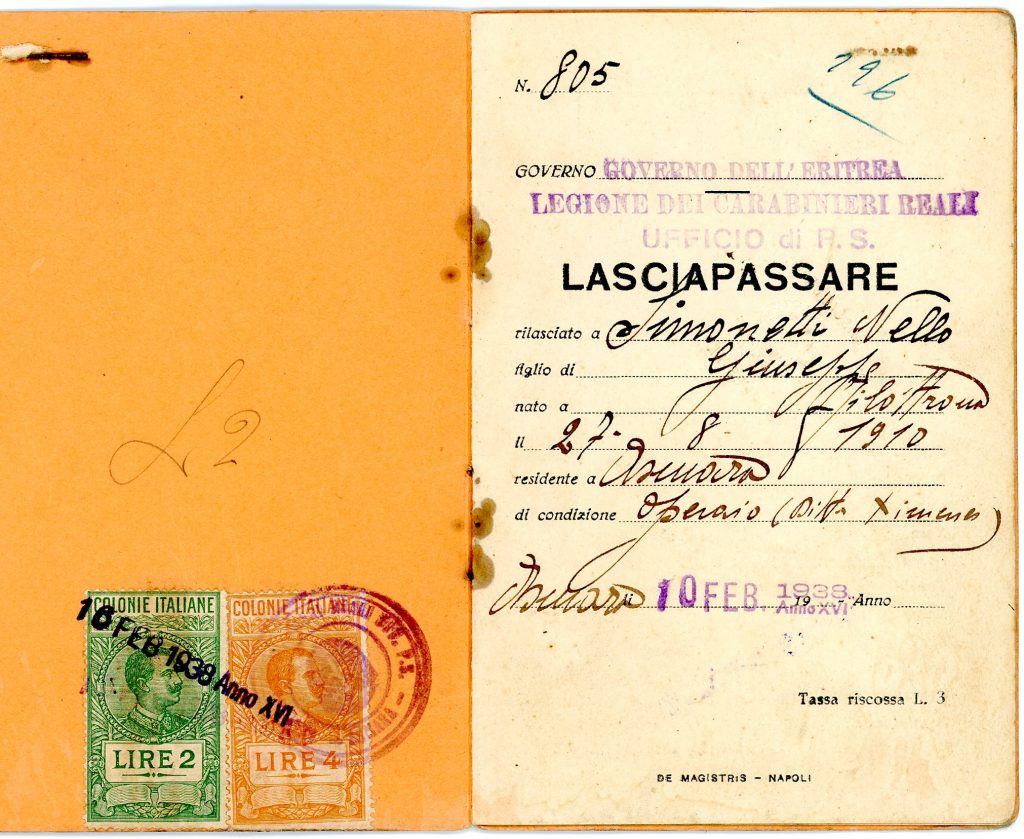 L 2
COLONIE ITALIANE
LIRE 2
COLONIE ITALIANE
LIRE 4
16 FEB 1938 Anno XVI
N. 805
196
GOVERNO GOVERNO DELL'ERITREA
LEGIONE DEI CARABINIERI REALI
UFFICIO di P. S.
LASCIAPASSARE
rilasciato a Simonetti Nello
figlio di Giuseppe
nato a Filottrano
il 27 - 8 - 1910
residente a Asmara
di condizione Operaio (Ditta Ximenes)
Asmara li 10 FEB. 1938 19 Anno XVI Anno
Tassa riscossa L. 3
DE MAGISTRIS - NAPOLI